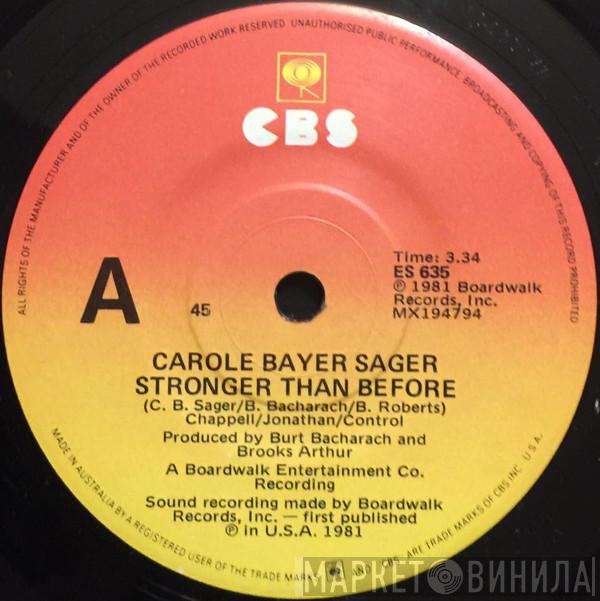 ALL RIGHTS OF THE MANUFACTURER AND OF THE OWNER OF THE RECORDED WORK RESERVED. UNAUTHORISED PUBLIC PERFORMANCE, BROADCASTING AND COPYING OF THIS RECORD PROHIBITED
CBS
A
45
Time: 3.34
ES 635
℗ 1981 Boardwalk
Records, Inc.
MX194794
CAROLE BAYER SAGER
STRONGER THAN BEFORE
(C. B. Sager/B. Bacharach/B. Roberts)
Chappell/Jonathan/Control
Produced by Burt Bacharach and
Brooks Arthur
A Boardwalk Entertainment Co.
Recording
Sound recording made by Boardwalk
Records, Inc. — first published
℗ in U.S.A. 1981
MADE IN AUSTRALIA BY A REGISTERED USER OF THE TRADE MARKS AND CBS. ARE TRADE MARKS OF CBS INC. U.S.A.
МАРКЕТ ВИНИЛА